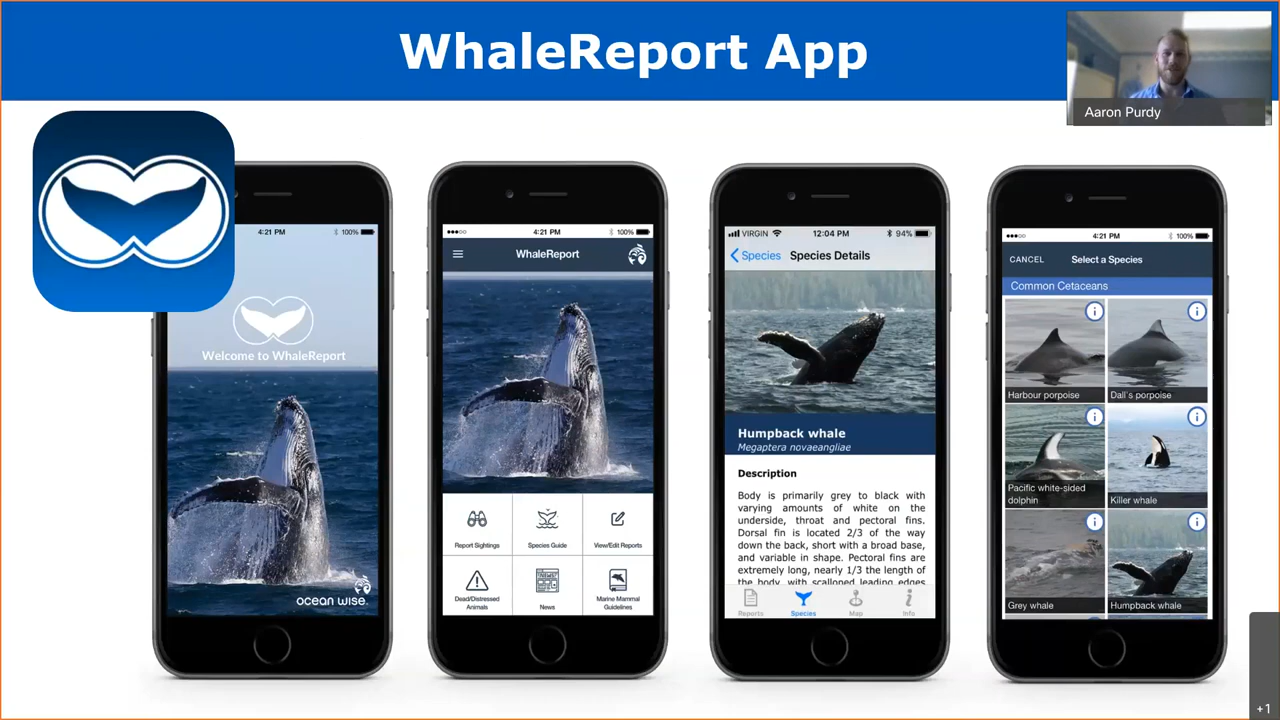 WhaleReport App
Aaron Purdy
4:21 PM
100%
Welcome to WhaleReport
ocean wise.
4:21 PM
100%
WhaleReport
Report Sightings
Species Guide
View/Edit Reports
Dead/Distressed
Animals
News
Marine Mammal
Guidelines
VIRGIN
12:04 PM
94%
Species
Species Details
Humpback whale
Megaptera novaeangliae
Description
Body is primarily grey to black with
varying amounts of white on the
underside, throat and pectoral fins.
Dorsal fin is located 2/3 of the way
down the back, short with a broad base,
and variable in shape. Pectoral fins are
extremely long, nearly 1/3 the length of
the body, with scalloped leading edges
Reports
Species
Map
Info
4:21 PM
100%
CANCEL
Select a Species
Common Cetaceans
Harbour porpoise
Dall's porpoise
Pacific white-sided
dolphin
Killer whale
Grey whale
Humpback whale
+1